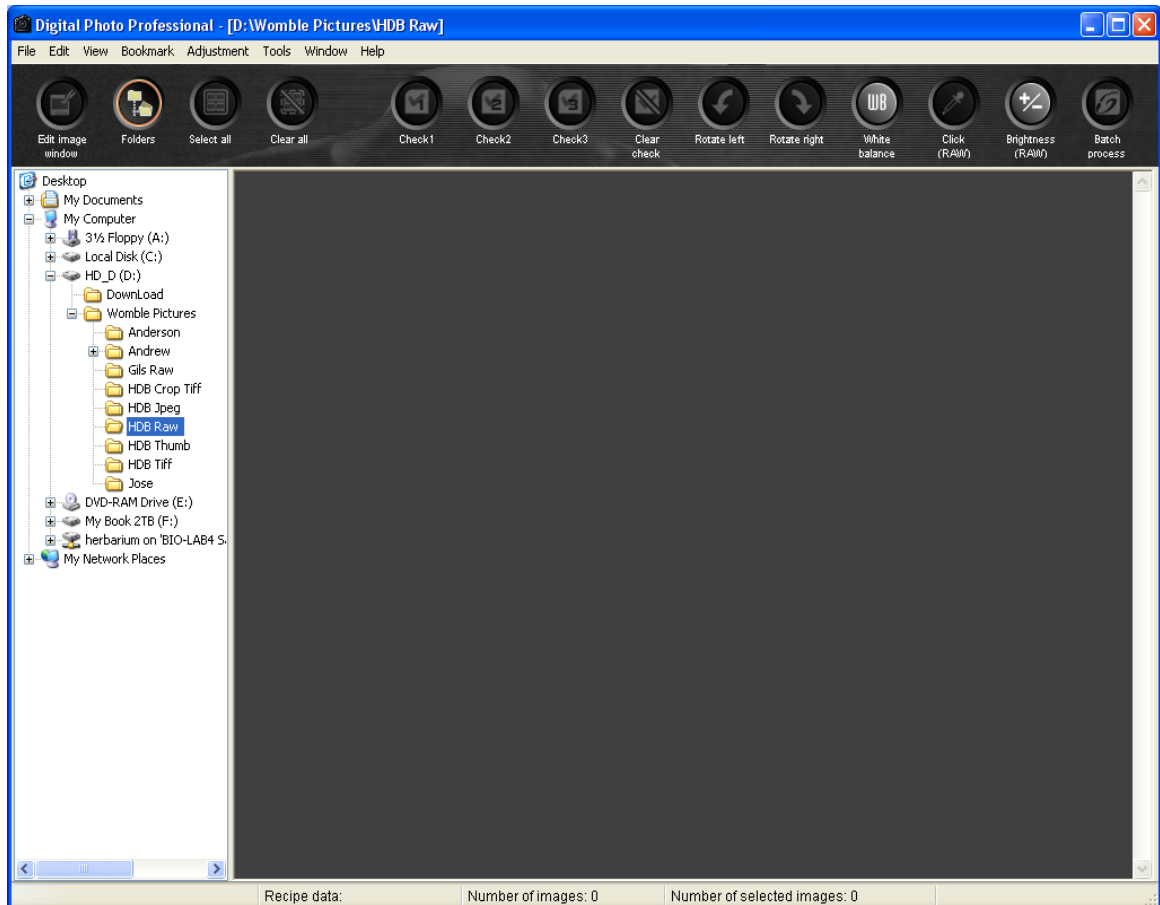 Digital Photo Professional - [D:\Womble Pictures\HDB Raw]
File Edit View Bookmark Adjustment Tools Window Help
Edit image window
Folders
Select all
Clear all
Check1
Check2
Check3
Clear check
Rotate left
Rotate right
WB
White balance
Click (RAW)
Brightness (RAW)
Batch process
Desktop
My Documents
My Computer
3½ Floppy (A:)
Local Disk (C:)
HD_D (D:)
DownLoad
Womble Pictures
Anderson
Andrew
Gils Raw
HDB Crop Tiff
HDB Jpeg
HDB Raw
HDB Thumb
HDB Tiff
Jose
DVD-RAM Drive (E:)
My Book 2TB (F:)
herbarium on 'BIO-LAB4 S
My Network Places
Recipe data: Number of images: 0 Number of selected images: 0